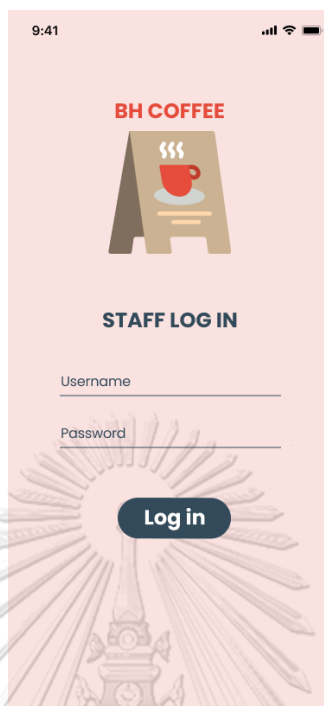 9:41
BH COFFEE
STAFF LOG IN
Username
Password
Log in